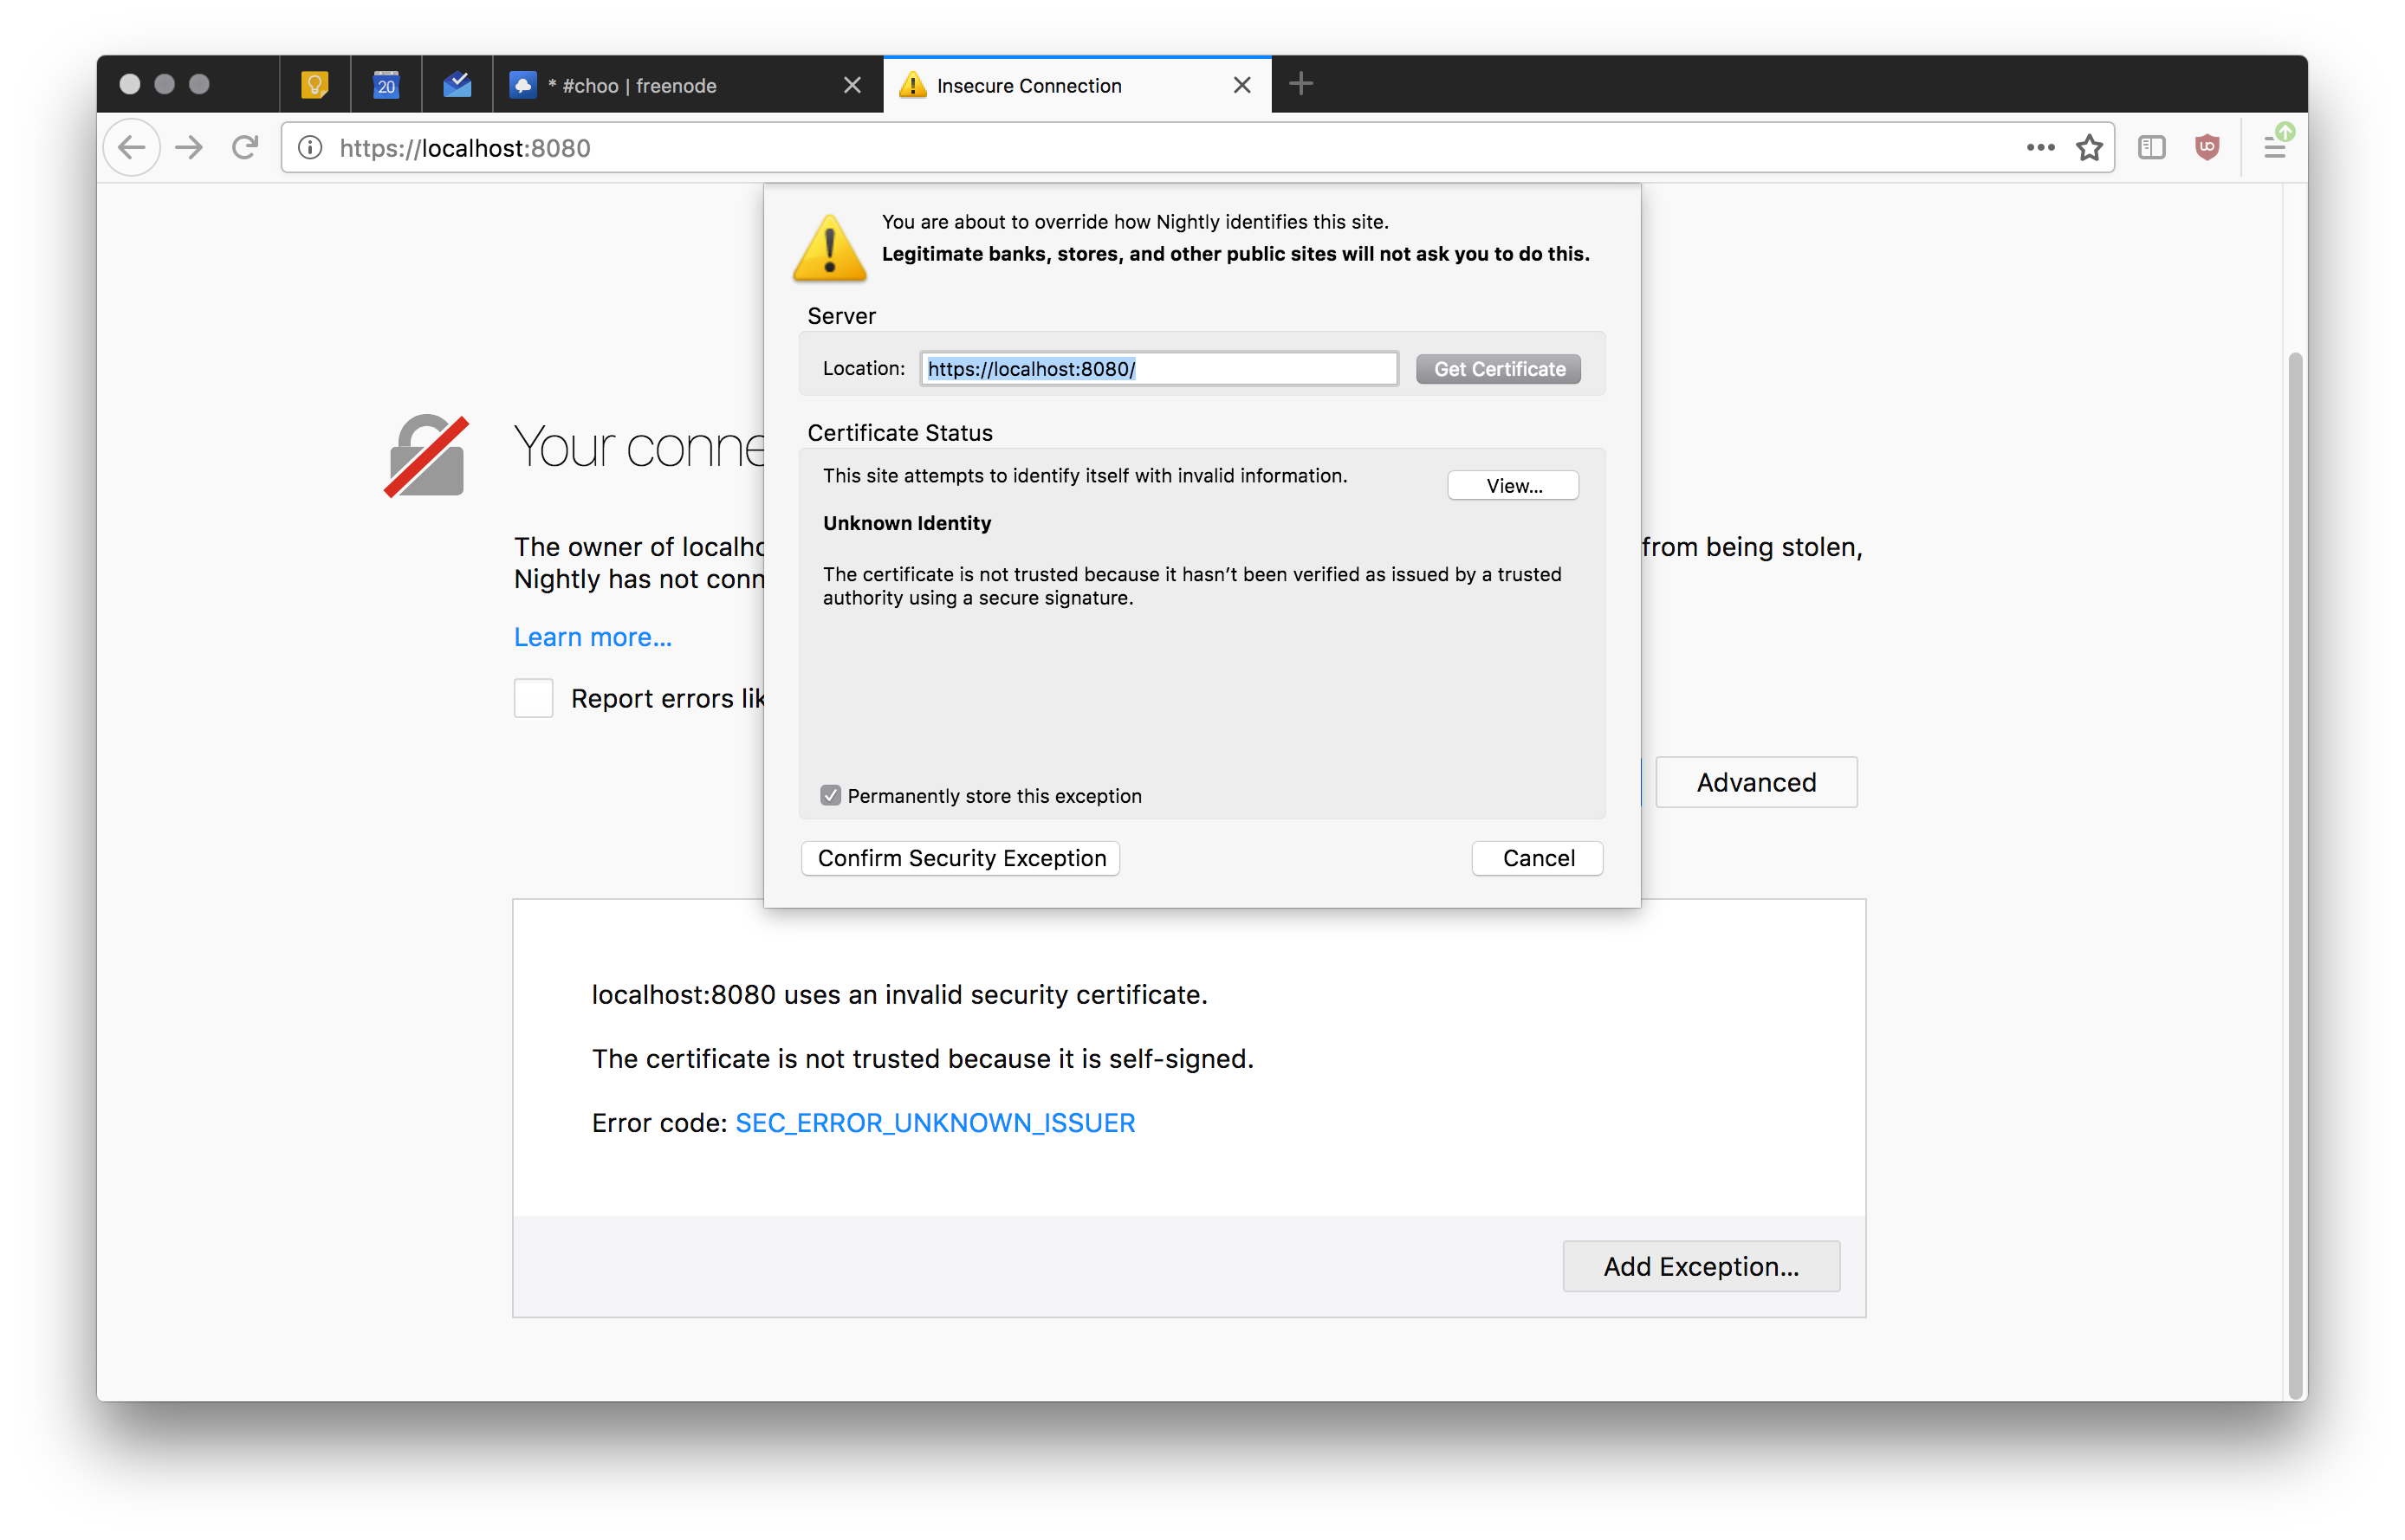 20
* #choo | freenode
Insecure Connection
https://localhost:8080
You are about to override how Nightly identifies this site.
Legitimate banks, stores, and other public sites will not ask you to do this.
Server
Location: https://localhost:8080/ Get Certificate
Certificate Status
This site attempts to identify itself with invalid information.
View...
Unknown Identity
The certificate is not trusted because it hasn't been verified as issued by a trusted
authority using a secure signature.
Permanently store this exception
Confirm Security Exception
Cancel
Your conne
The owner of localho
from being stolen,
Nightly has not conn
Learn more...
Report errors lik
Advanced
localhost:8080 uses an invalid security certificate.
The certificate is not trusted because it is self-signed.
Error code: SEC_ERROR_UNKNOWN_ISSUER
Add Exception...